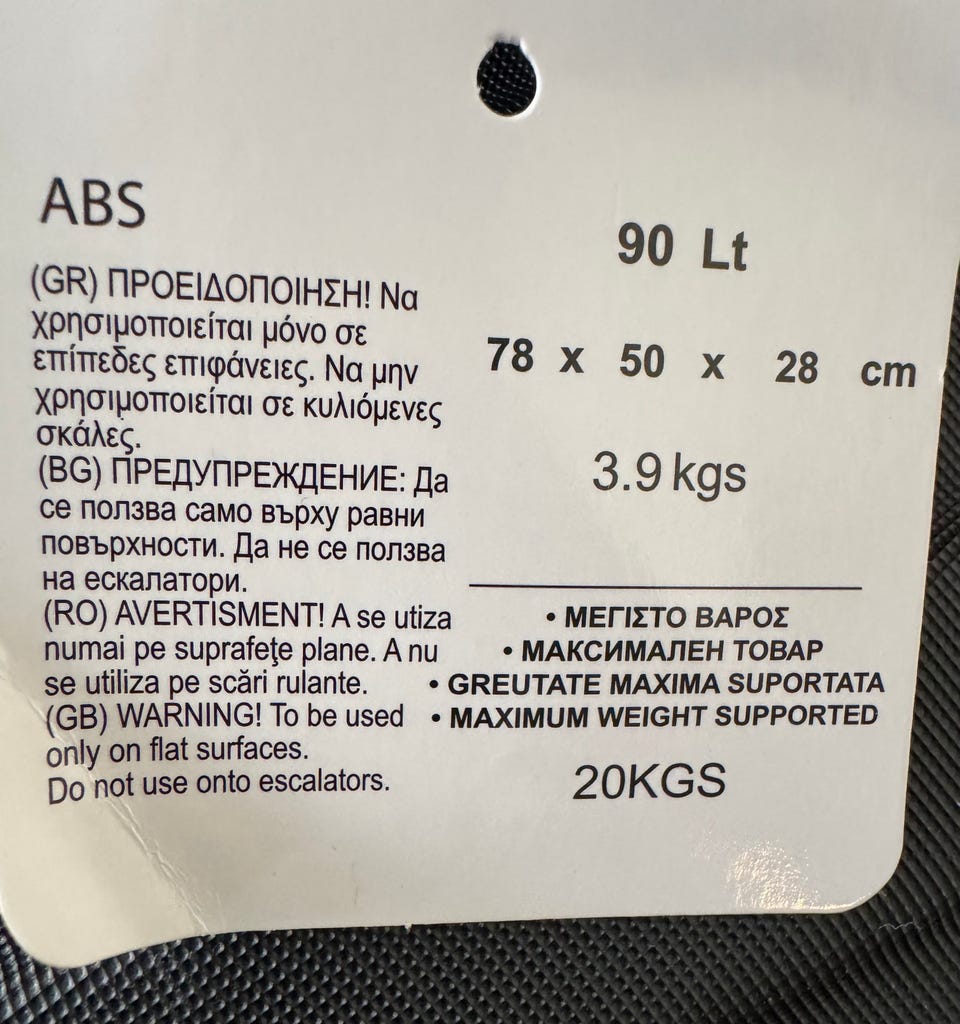 ABS
(GR) ΠΡΟΕΙΔΟΠΟΙΗΣΗ! Να
χρησιμοποιείται μόνο σε
επίπεδες επιφάνειες. Να μην
χρησιμοποιείται σε κυλιόμενες
σκάλες.
(BG) ПРЕДУПРЕЖДЕНИЕ: Да
се ползва само върху равни
повърхности. Да не се ползва
на ескалатори.
(RO) AVERTISMENT! A se utiza
numai pe suprafeţe plane. A nu
se utiliza pe scări rulante.
(GB) WARNING! To be used
only on flat surfaces.
Do not use onto escalators.
90 Lt
78 x 50 x 28 cm
3.9 kgs
• ΜΕΓΙΣΤΟ ΒΑΡΟΣ
• МАКСИМАЛЕН ТОВАР
• GREUTATE MAXIMA SUPORTATA
• MAXIMUM WEIGHT SUPPORTED
20KGS